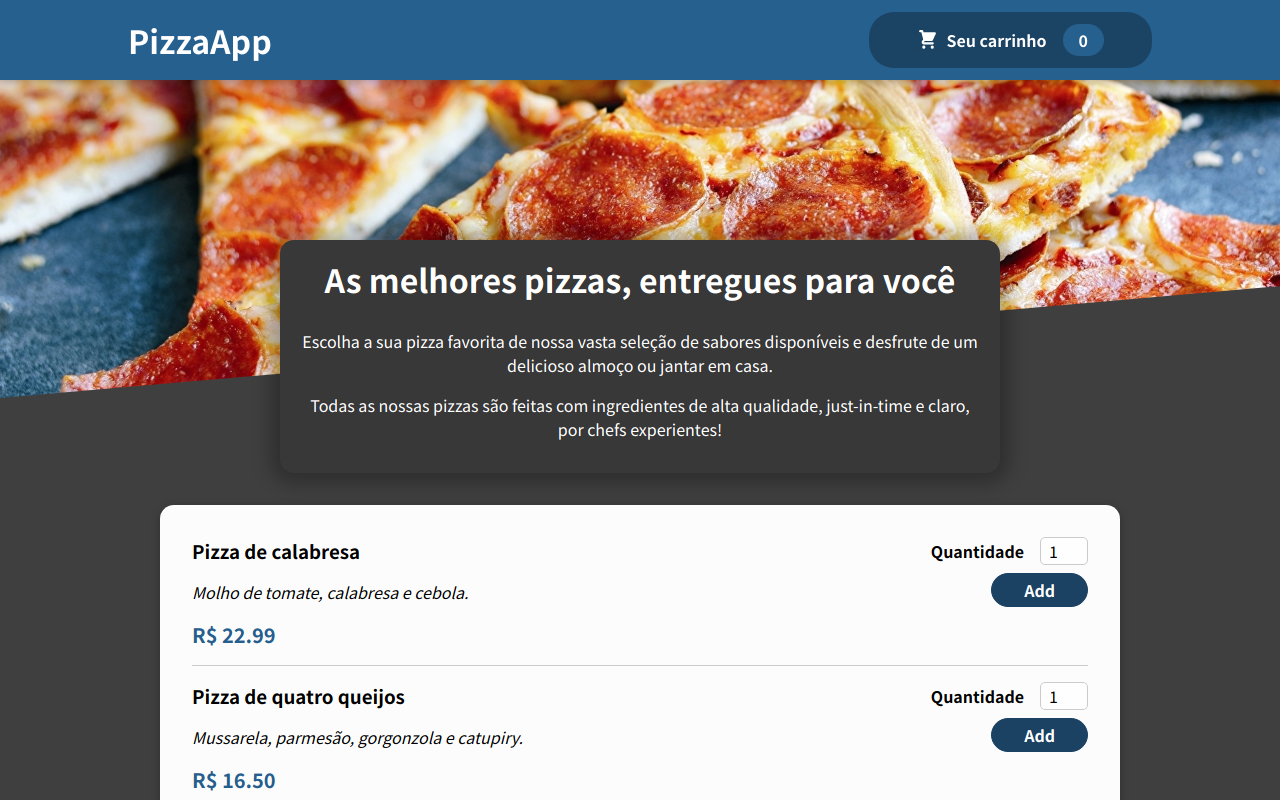 PizzaApp
Seu carrinho 0
As melhores pizzas, entregues para você
Escolha a sua pizza favorita de nossa vasta seleção de sabores disponíveis e desfrute de um
delicioso almoço ou jantar em casa.
Todas as nossas pizzas são feitas com ingredientes de alta qualidade, just-in-time e claro,
por chefs experientes!
Pizza de calabresa
Quantidade 1
Molho de tomate, calabresa e cebola.
Add
R$ 22.99
Pizza de quatro queijos
Quantidade 1
Mussarela, parmesão, gorgonzola e catupiry.
Add
R$ 16.50